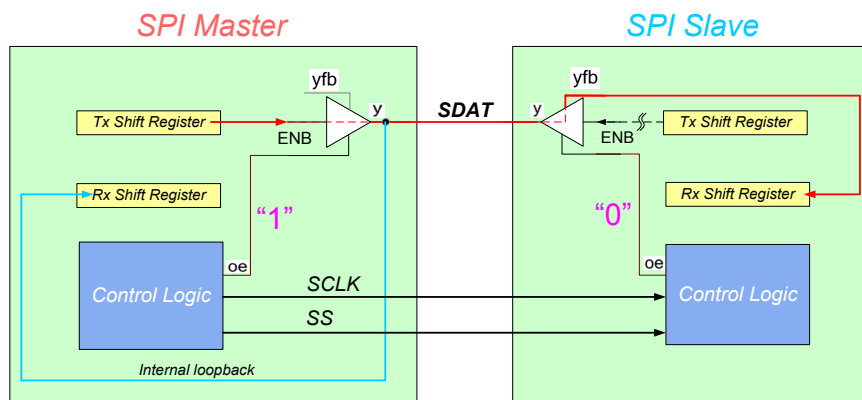 SPI Master
SPI Slave
yfb
yfb
y
SDAT
y
Tx Shift Register
ENB
ENB
Tx Shift Register
Rx Shift Register
Rx Shift Register
“1”
“0”
oe
oe
Control Logic
SCLK
Control Logic
SS
Internal loopback